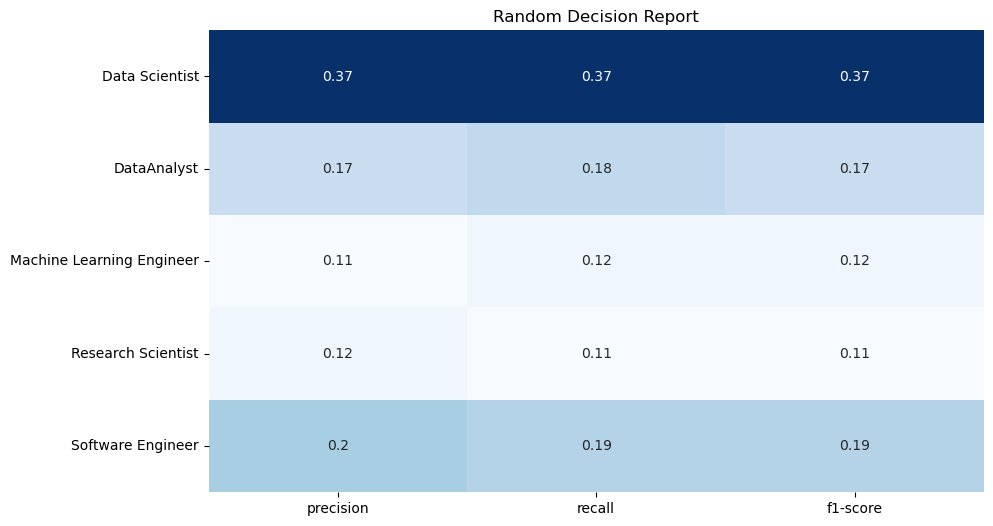 Random Decision Report
Data Scientist 0.37 0.37 0.37
DataAnalyst 0.17 0.18 0.17
Machine Learning Engineer 0.11 0.12 0.12
Research Scientist 0.12 0.11 0.11
Software Engineer 0.2 0.19 0.19
precision recall f1-score